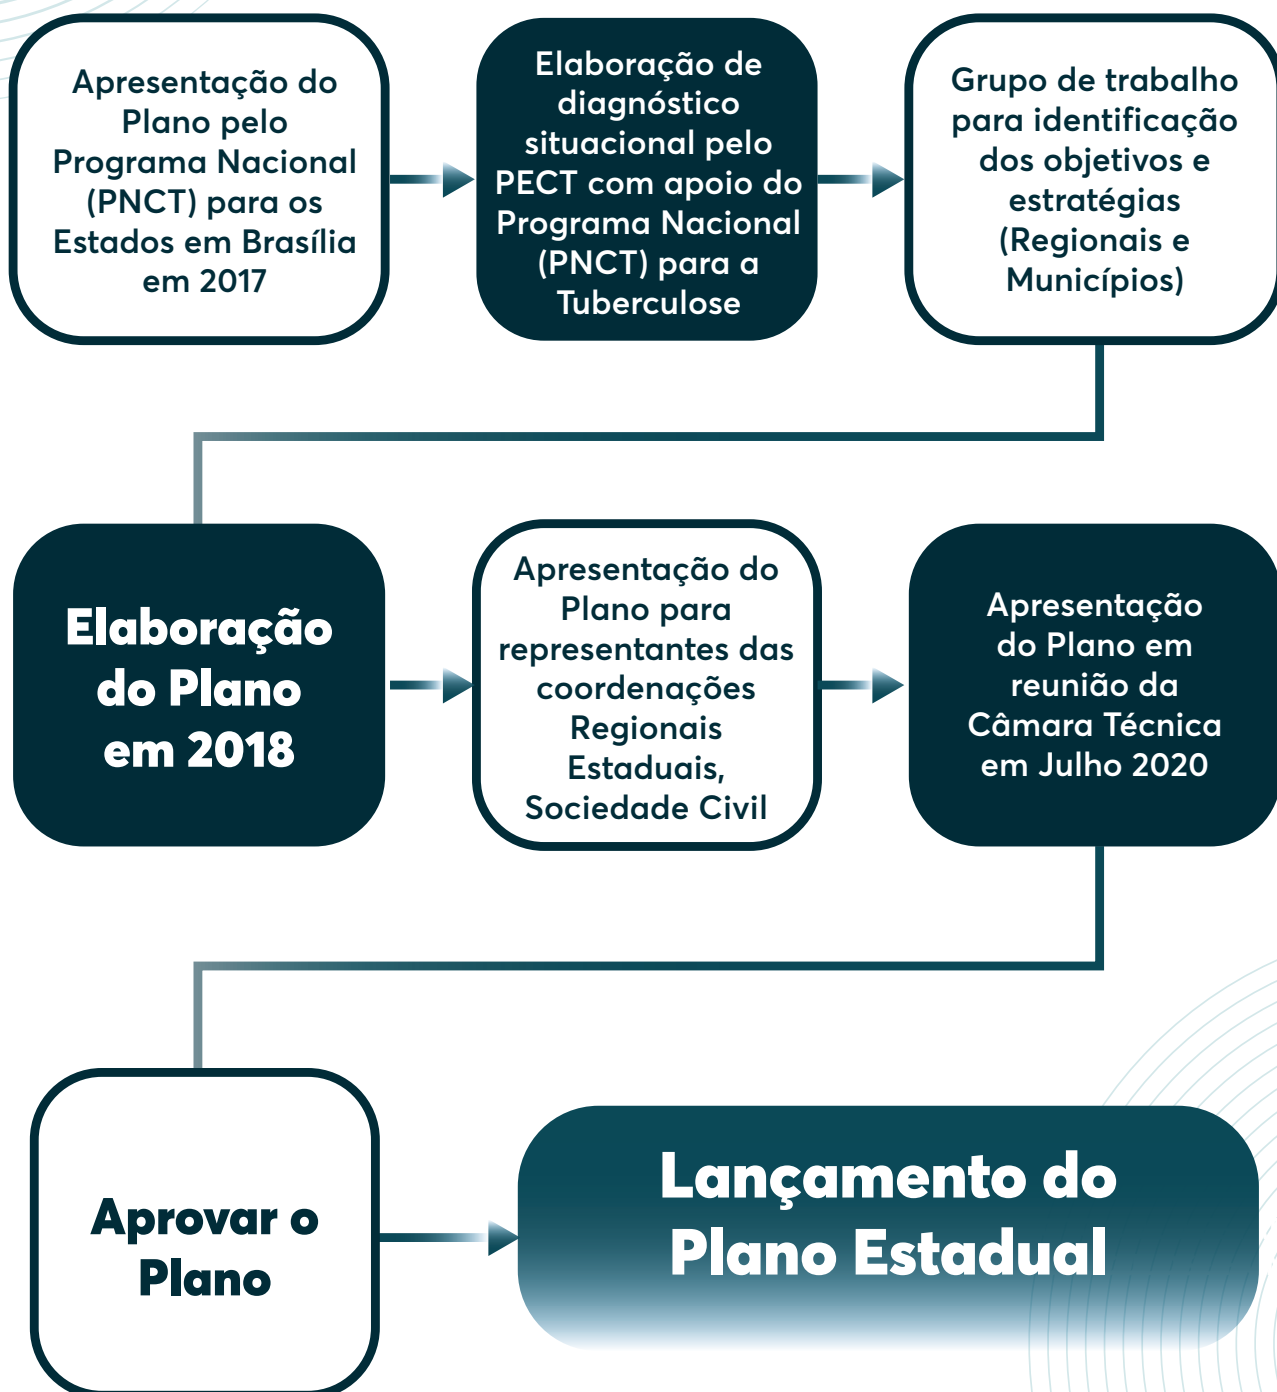 Apresentação do
Plano pelo
Programa Nacional
(PNCT) para os
Estados em Brasília
em 2017
Elaboração de
diagnóstico
situacional pelo
PECT com apoio do
Programa Nacional
(PNCT) para a
Tuberculose
Grupo de trabalho
para identificação
dos objetivos e
estratégias
(Regionais e
Municípios)
Elaboração
do Plano
em 2018
Apresentação do
Plano para
representantes das
coordenações
Regionais
Estaduais,
Sociedade Civil
Apresentação
do Plano em
reunião da
Câmara Técnica
em Julho 2020
Aprovar o
Plano
Lançamento do
Plano Estadual